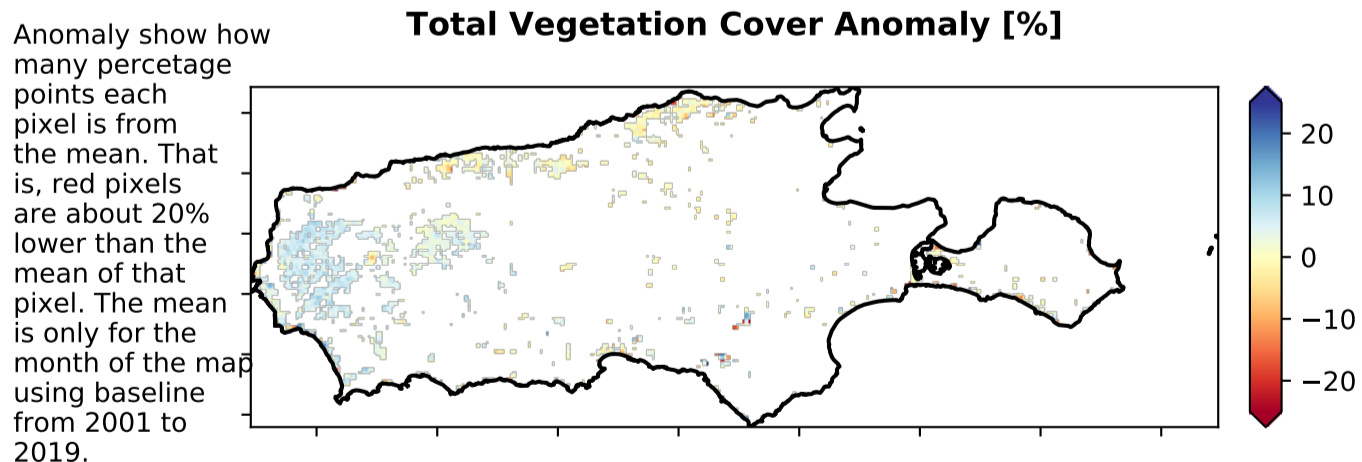 Total Vegetation Cover Anomaly [%]
Anomaly show how
many percetage
points each
pixel is from
the mean. That
is, red pixels
are about 20%
lower than the
mean of that
pixel. The mean
is only for the
month of the map
using baseline
from 2001 to
2019.
20
10
0
−10
−20